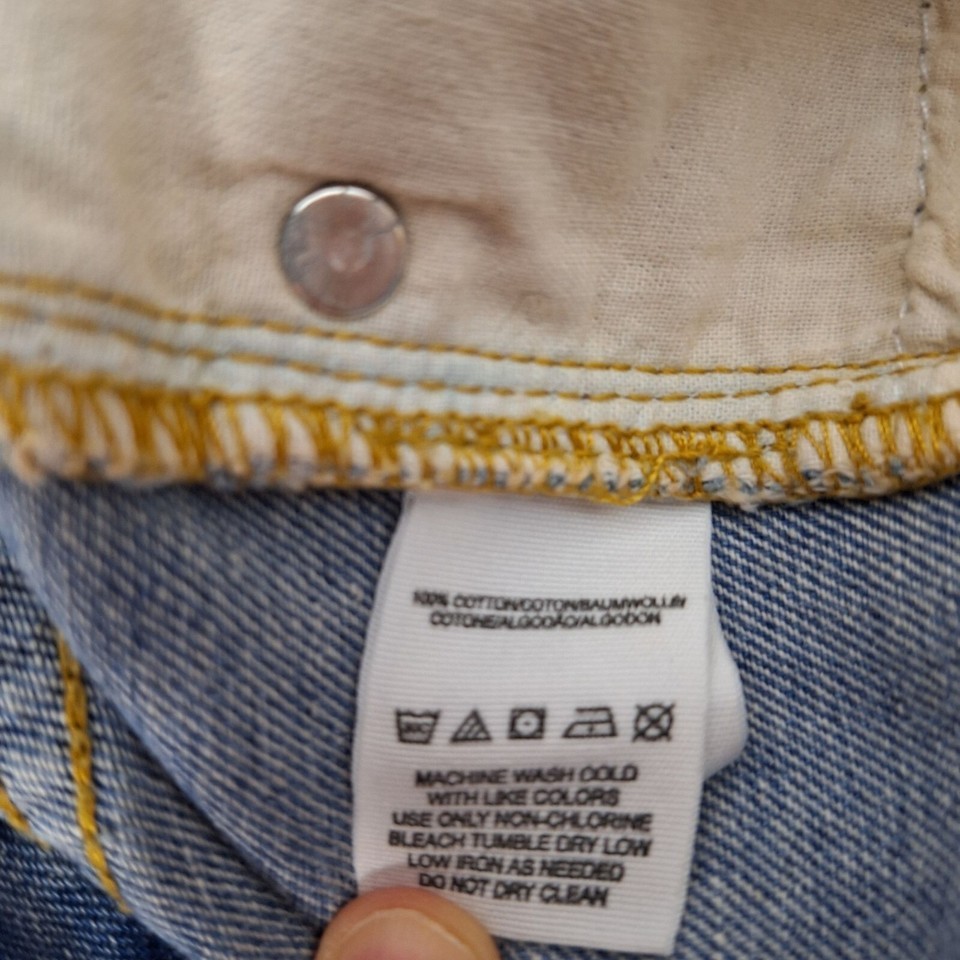 100% COTTON/COTON/BAUMWOLLE/
COTONE/ALGODÃO/ALGODON
MACHINE WASH COLD
WITH LIKE COLORS
USE ONLY NON-CHLORINE
BLEACH TUMBLE DRY LOW
LOW IRON AS NEEDED
DO NOT DRY CLEAN